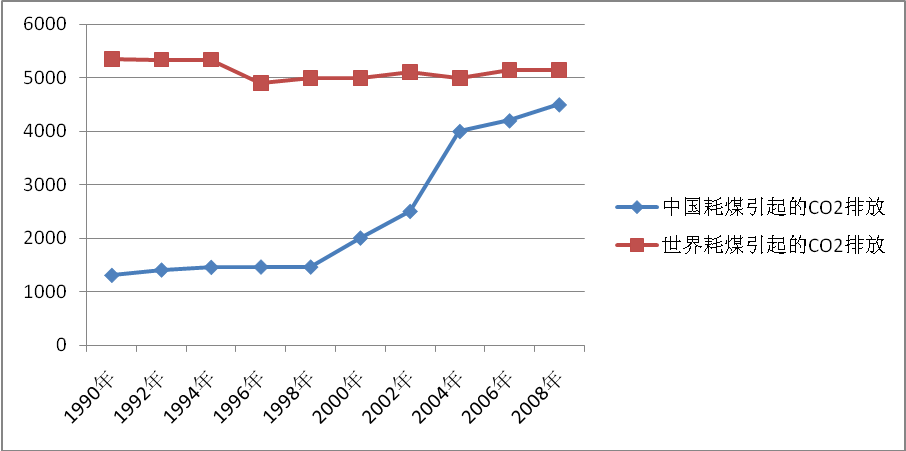 6000
5000
4000
3000
2000
1000
0
1990年
1992年
1994年
1996年
1998年
2000年
2002年
2004年
2006年
2008年
中国耗煤引起的CO2排放
世界耗煤引起的CO2排放